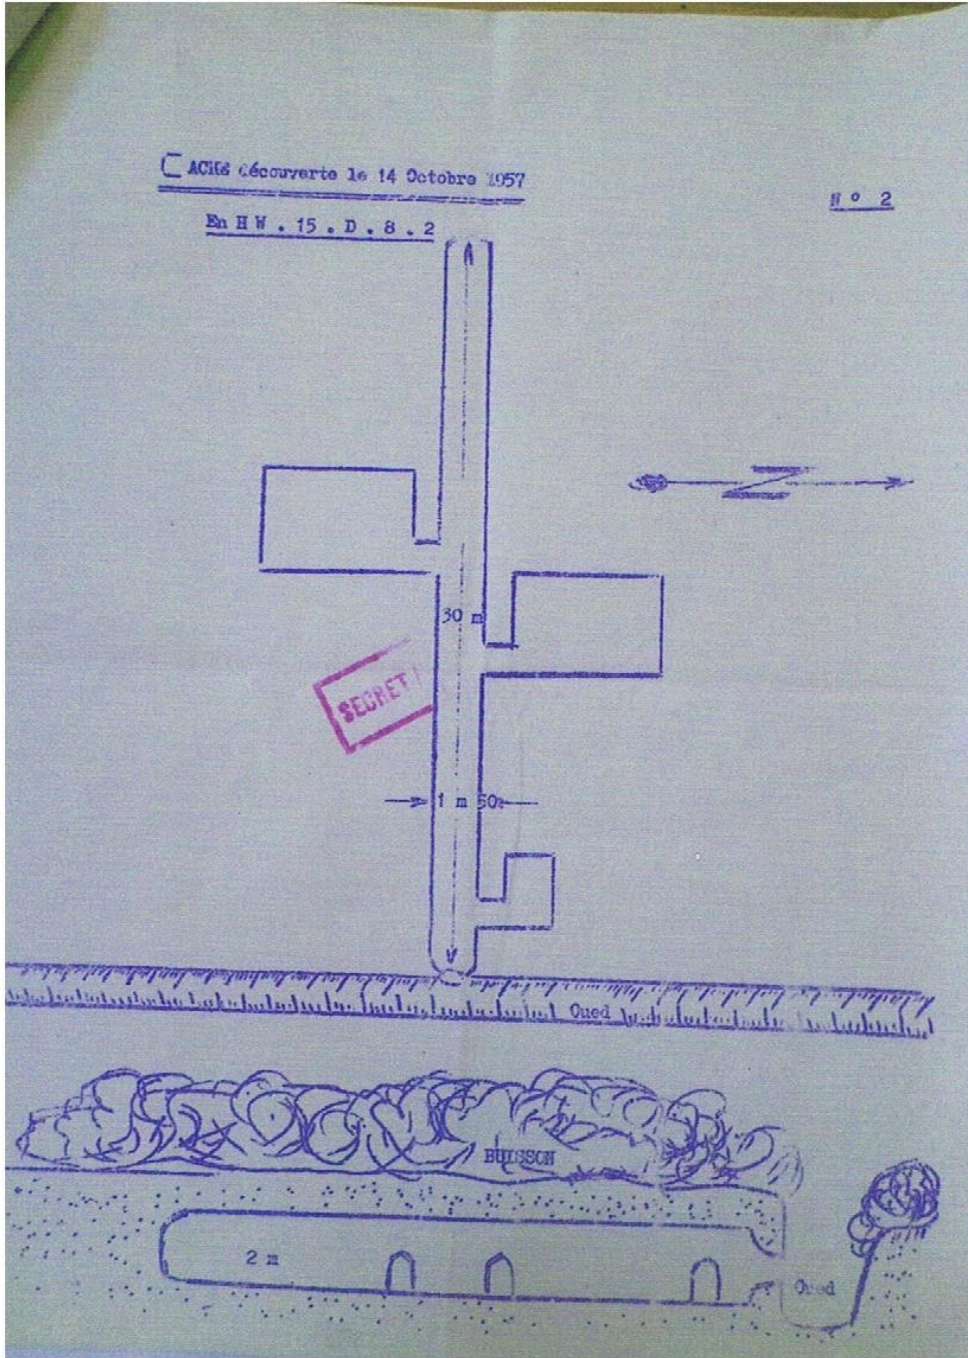 CACHE découverte le 14 Octobre 1957
N° 2
En H W . 15 . D . 8 . 2
30 m
SECRET
1 m 50
Oued
BUISSON
2 m
Oued